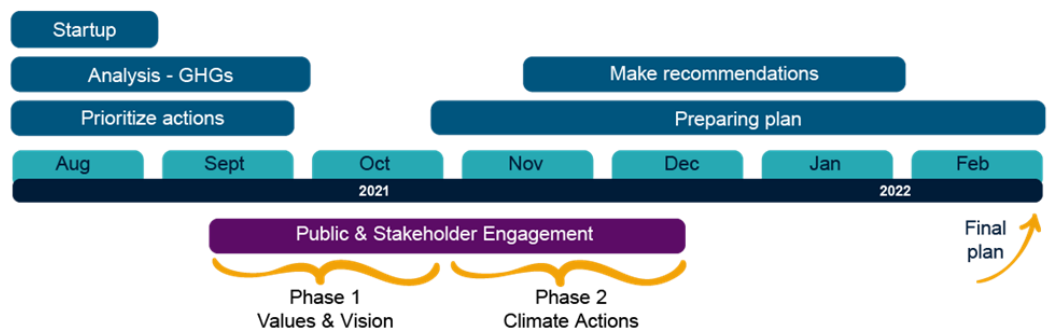 Startup
Analysis - GHGs
Make recommendations
Prioritize actions
Preparing plan
Aug
Sept
Oct
Nov
Dec
Jan
Feb
2021
2022
Public & Stakeholder Engagement
Final
plan
Phase 1
Values & Vision
Phase 2
Climate Actions